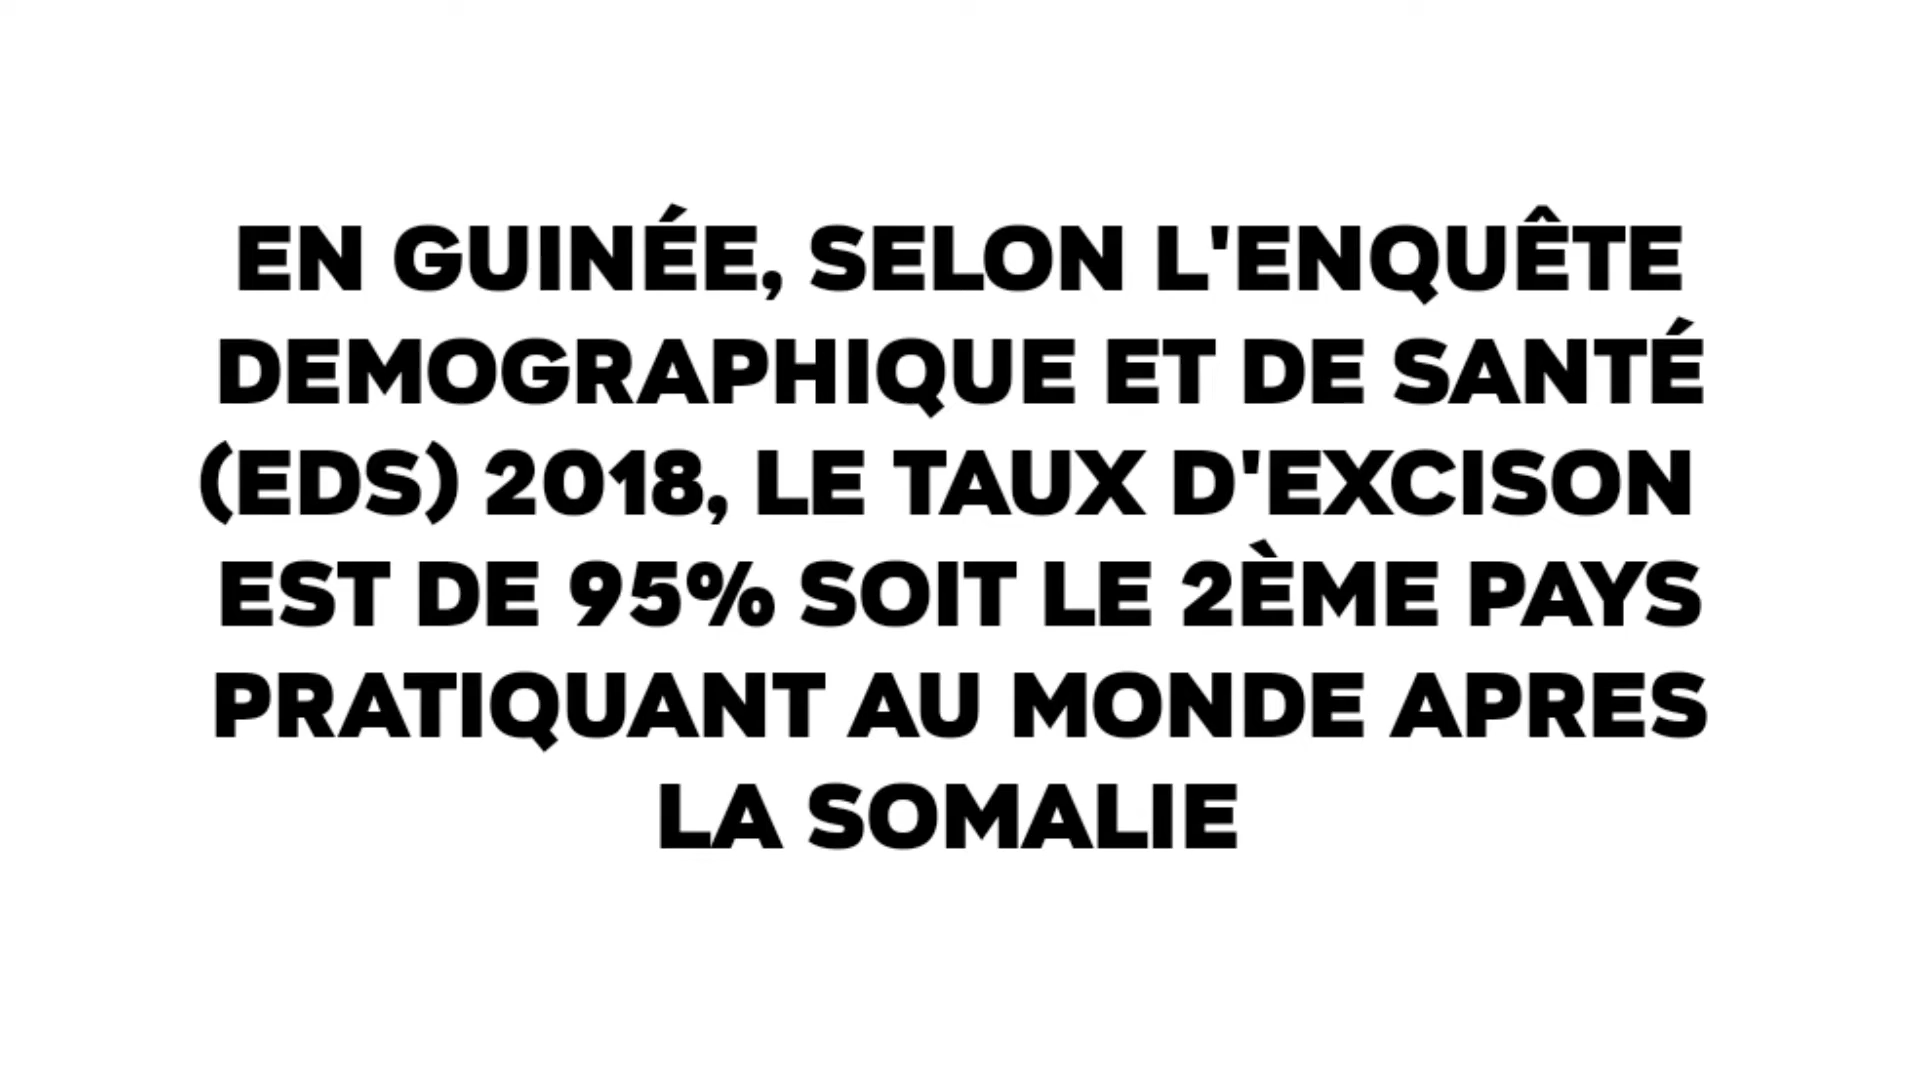 EN GUINÉE, SELON L'ENQUÊTE
DEMOGRAPHIQUE ET DE SANTÉ
(EDS) 2018, LE TAUX D'EXCISON
EST DE 95% SOIT LE 2ÈME PAYS
PRATIQUANT AU MONDE APRES
LA SOMALIE